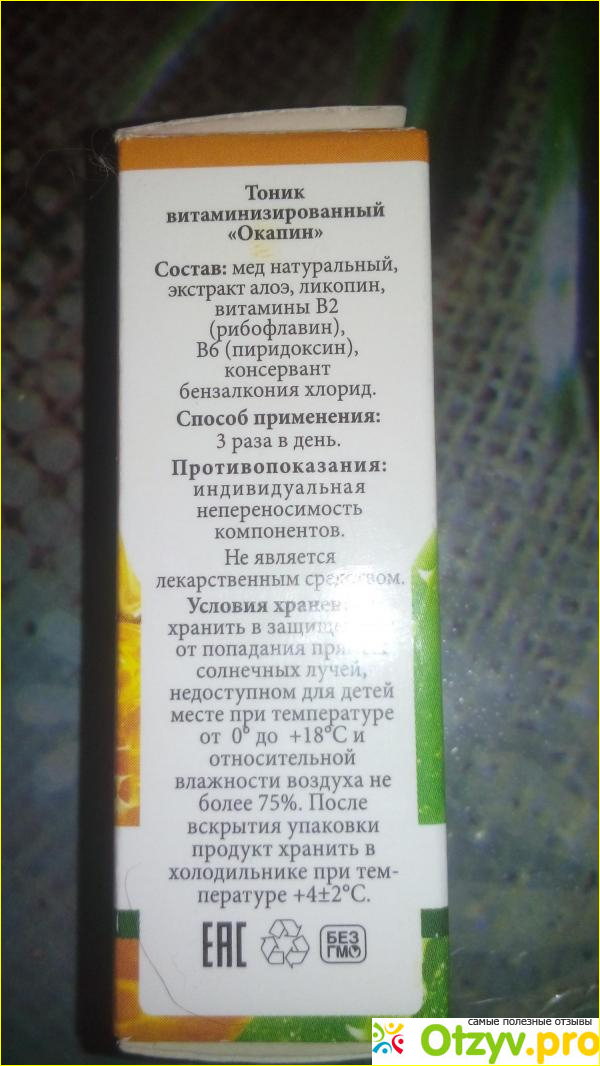 Тоник
витаминизированный
«Окапин»
Состав: мед натуральный,
экстракт алоэ, ликопин,
витамины В2
(рибофлавин),
В6 (пиридоксин),
консервант
бензалкония хлорид.
Способ применения:
3 раза в день.
Противопоказания:
индивидуальная
непереносимость
компонентов.
Не является
лекарственным
Условия
хранить в
от попадания
солнечных лучей,
недоступном для детей
месте при температуре
от 0° до +18°С и
относительной
влажности воздуха не
более 75%. После
вскрытия упаковки
продукт хранить в
холодильнике при тем-
пературе +4±2°С.
ЕАС
БЕЗ
ГМО
самые полезные отзывы
Otzyv.pro